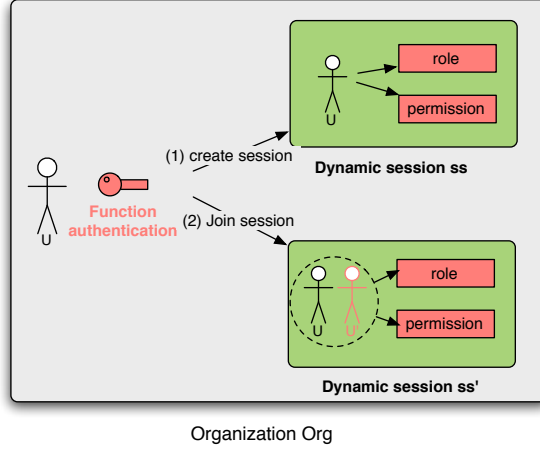 role
permission
U
(1) create session
Dynamic session ss
U
Function
authentication
(2) Join session
role
permission
U
U'
Dynamic session ss'
Organization Org